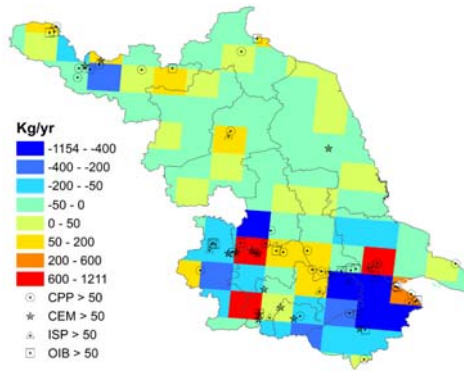 Kg/yr
-1154 - -400
-400 - -200
-200 - -50
-50 - 0
0 - 50
50 - 200
200 - 600
600 - 1211
CPP > 50
CEM > 50
ISP > 50
OIB > 50